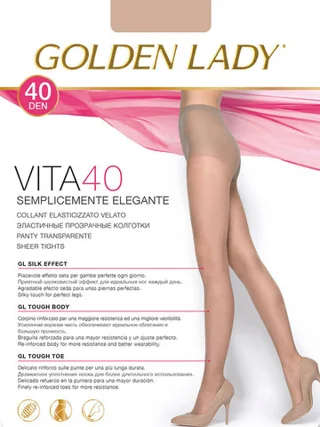 GOLDEN LADY
40
DEN
VITA40
SEMPLICEMENTE ELEGANTE
COLLANT ELASTICIZZATO VELATO
ЭЛАСТИЧНЫЕ ПРОЗРАЧНЫЕ КОЛГОТКИ
PANTY TRANSPARENTE
SHEER TIGHTS
GL SILK EFFECT
Piacevole effetto seta per gambe perfette ogni giorno.
Приятный шелковистый эффект для идеальных ног каждый день.
Agradable efecto seda para unas piernas perfectas.
Silky touch for perfect legs.
GL TOUGH BODY
Corpino rinforzato per una maggiore resistenza ed una migliore vestibilità.
Усиленная верхняя часть обеспечивает идеальное облегание и
большую прочность.
Braguita reforzada para una mayor resistencia y un ajuste perfecto.
Re-inforced body for more resistance and better wearability.
GL TOUGH TOE
Delicato rinforzo sulle punte per una più lunga durata.
Деликатное уплотнение носка для более длительного использования.
Delicado refuerzo en la puntera para una mayor duración.
Finely re-inforced toes for more resistance.